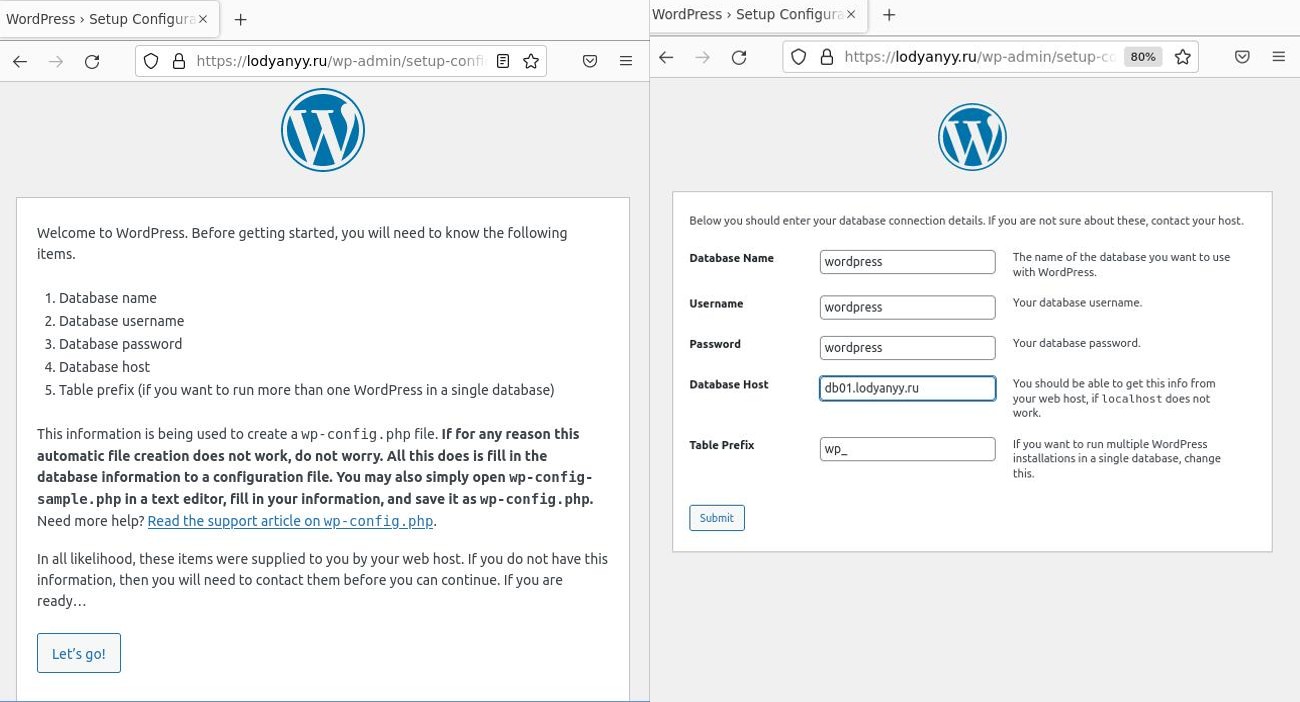 WordPress › Setup Configura
https://lodyanyy.ru/wp-admin/setup-confi
Welcome to WordPress. Before getting started, you will need to know the following
items.
1. Database name
2. Database username
3. Database password
4. Database host
5. Table prefix (if you want to run more than one WordPress in a single database)
This information is being used to create a wp-config.php file. If for any reason this
automatic file creation does not work, do not worry. All this does is fill in the
database information to a configuration file. You may also simply open wp-config-
sample.php in a text editor, fill in your information, and save it as wp-config.php.
Need more help? Read the support article on wp-config.php.
In all likelihood, these items were supplied to you by your web host. If you do not have this
information, then you will need to contact them before you can continue. If you are
ready…
Let's go!
WordPress › Setup Configura
https://lodyanyy.ru/wp-admin/setup-co 80%
Below you should enter your database connection details. If you are not sure about these, contact your host.
Database Name
wordpress
The name of the database you want to use
with WordPress.
Username
wordpress
Your database username.
Password
wordpress
Your database password.
Database Host
db01.lodyanyy.ru
You should be able to get this info from
your web host, if localhost does not
work.
Table Prefix
wp_
If you want to run multiple WordPress
installations in a single database, change
this.
Submit